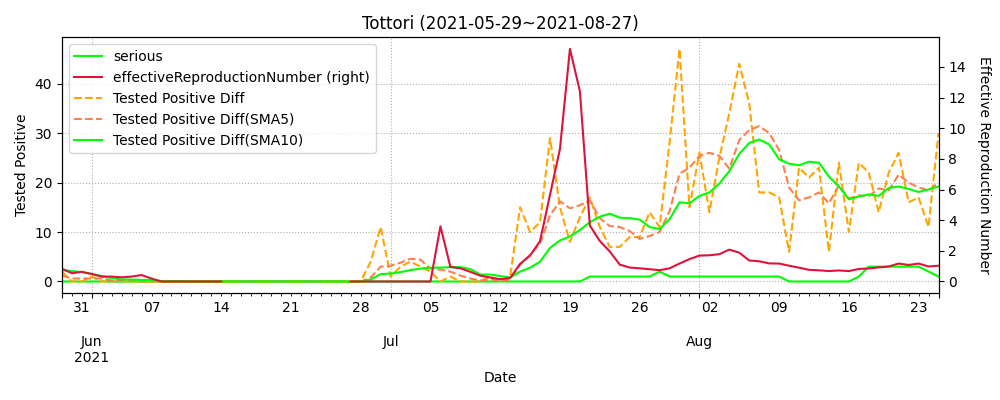 Tottori (2021-05-29~2021-08-27)
serious
effectiveReproductionNumber (right)
Tested Positive Diff
Tested Positive Diff(SMA5)
Tested Positive Diff(SMA10)
Tested Positive
40
30
20
10
0
Effective Reproduction Number
14
12
10
8
6
4
2
0
31 07 14 21 28 05 12 19 26 02 09 16 23
Jun Jul Aug
2021
Date